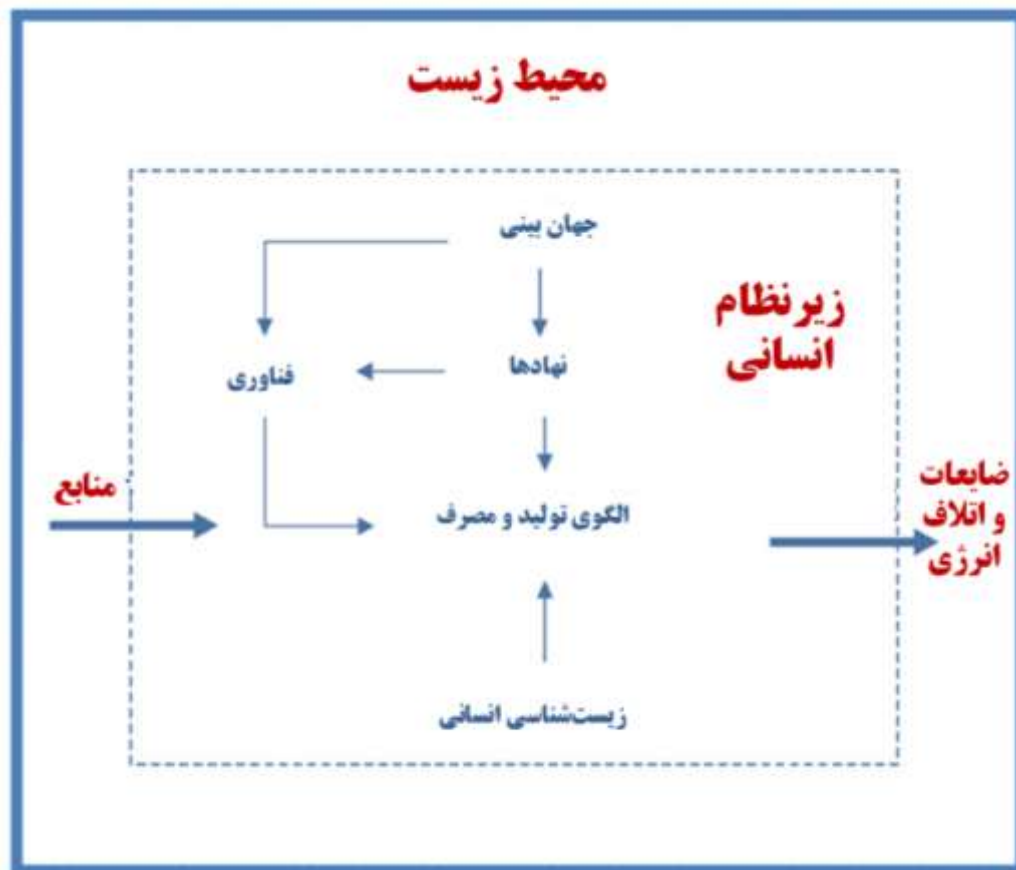 محیط زیست
جهان بینی
زیرنظام
انسانی
نهادها
فناوری
منابع
ضایعات
و اتلاف
انرژی
الگوی تولید و مصرف
زیست‌شناسی انسانی